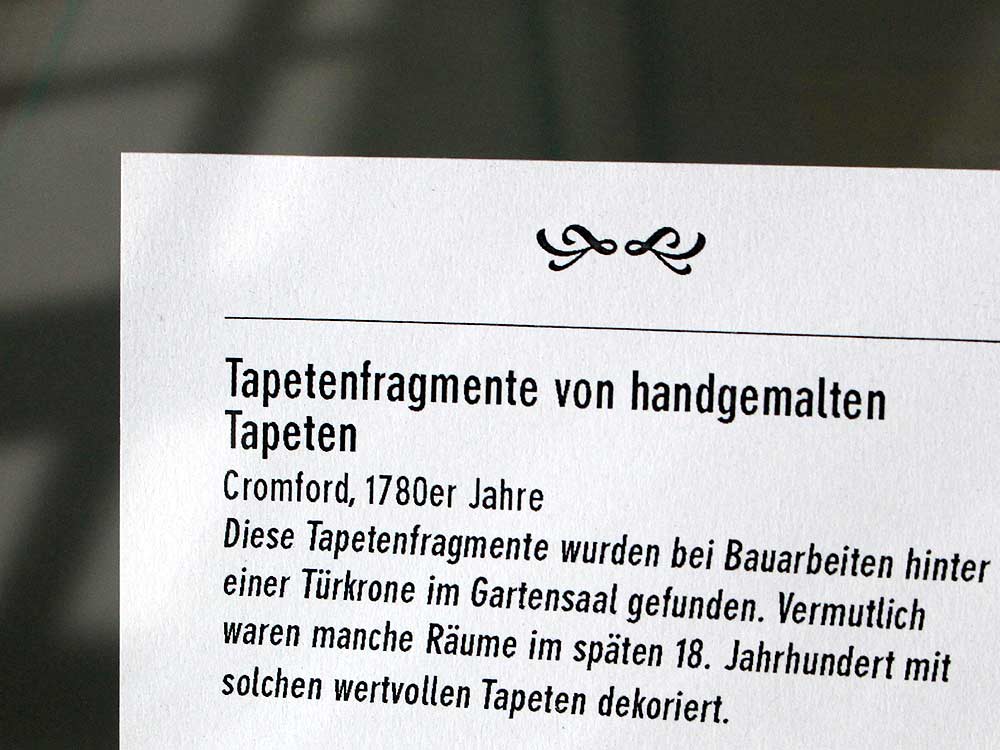 Tapetenfragmente von handgemalten
Tapeten
Cromford, 1780er Jahre
Diese Tapetenfragmente wurden bei Bauarbeiten hinter
einer Türkrone im Gartensaal gefunden. Vermutlich
waren manche Räume im späten 18. Jahrhundert mit
solchen wertvollen Tapeten dekoriert.